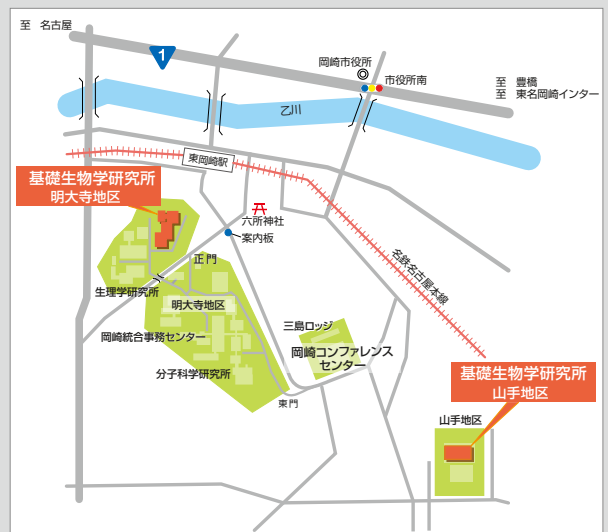 至 名古屋
1
岡崎市役所
市役所南
至 豊橋
至 東名岡崎インター
乙川
東岡崎駅
基礎生物学研究所
明大寺地区
六所神社
案内板
正門
名鉄名古屋本線
生理学研究所
明大寺地区
三島ロッジ
岡崎統合事務センター
岡崎コンファレンス
センター
分子科学研究所
基礎生物学研究所
山手地区
東門
山手地区